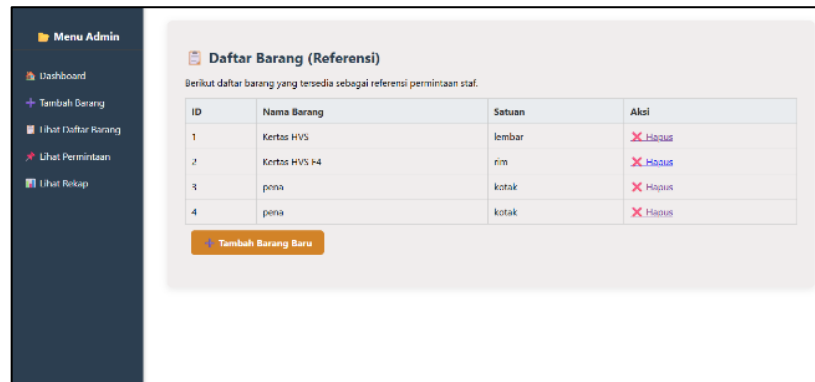 Menu Admin
Dashboard
Tambah Barang
Lihat Daftar Barang
Lihat Permintaan
Lihat Rekap
Daftar Barang (Referensi)
Berikut daftar barang yang tersedia sebagai referensi permintaan staf.
ID Nama Barang Satuan Aksi
1 Kertas HVS lembar Hapus
2 Kertas HVS F4 rim Hapus
3 pena kotak Hapus
4 pena kotak Hapus
Tambah Barang Baru